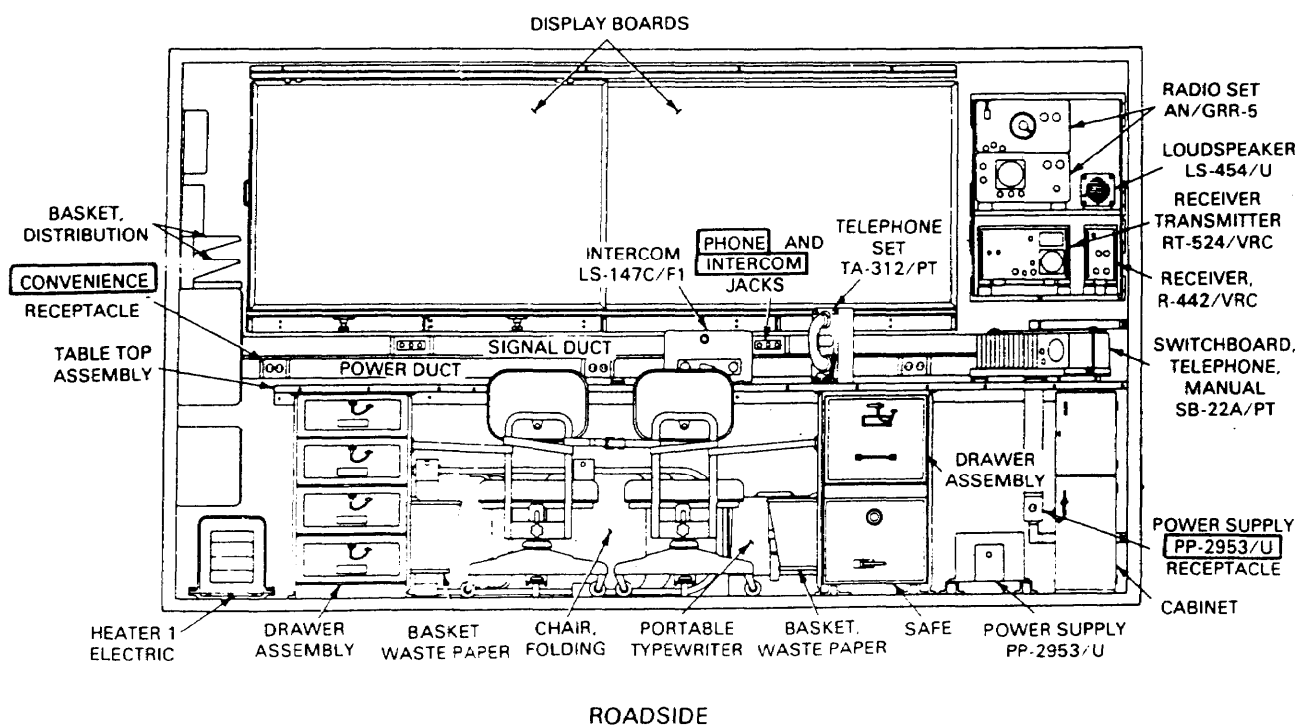 DISPLAY BOARDS
RADIO SET
AN/GRR-5
LOUDSPEAKER
LS-454/U
RECEIVER
TRANSMITTER
RT-524/VRC
RECEIVER,
R-442/VRC
BASKET,
DISTRIBUTION
CONVENIENCE
RECEPTACLE
TABLE TOP
ASSEMBLY
INTERCOM
LS-147C/F1
PHONE AND
INTERCOM
JACKS
TELEPHONE
SET
TA-312/PT
SIGNAL DUCT
POWER DUCT
SWITCHBOARD,
TELEPHONE,
MANUAL
SB-22A/PT
DRAWER
ASSEMBLY
POWER SUPPLY
PP-2953/U
RECEPTACLE
CABINET
HEATER 1
ELECTRIC
DRAWER
ASSEMBLY
BASKET
WASTE PAPER
CHAIR,
FOLDING
PORTABLE
TYPEWRITER
BASKET,
WASTE PAPER
SAFE
POWER SUPPLY
PP-2953/U
ROADSIDE